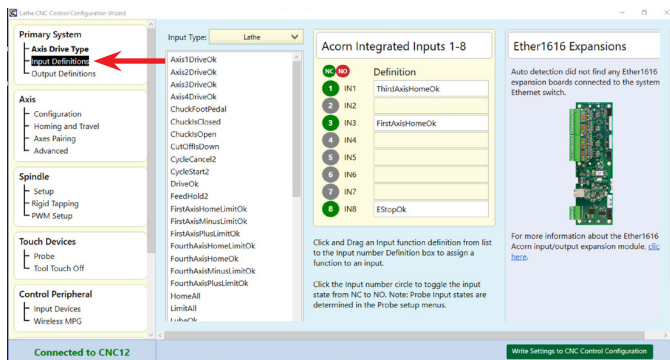 Lathe CNC Control Configuration Wizard
Primary System
Axis Drive Type
Input Definitions
Output Definitions
Axis
Configuration
Homing and Travel
Axes Pairing
Advanced
Spindle
Setup
Rigid Tapping
PWM Setup
Touch Devices
Probe
Tool Touch Off
Control Peripheral
Input Devices
Wireless MPG
Connected to CNC12
Input Type: Lathe
Axis1DriveOk
Axis2DriveOk
Axis3DriveOk
Axis4DriveOk
ChuckFootPedal
ChuckIsClosed
ChuckIsOpen
CutOffIsDown
CycleCancel2
CycleStart2
DriveOk
FeedHold2
FirstAxisHomeLimitOk
FirstAxisMinusLimitOk
FirstAxisPlusLimitOk
FourthAxisHomeLimitOk
FourthAxisHomeOk
FourthAxisMinusLimitOk
FourthAxisPlusLimitOk
HomeAll
LimitAll
LubeOk
Acorn Integrated Inputs 1-8
NC NO Definition
1 IN1 ThirdAxisHomeOk
2 IN2
3 IN3 FirstAxisHomeOk
4 IN4
5 IN5
6 IN6
7 IN7
8 IN8 EStopOk
Click and Drag an Input function definition from list
to the Input number Definition box to assign a
function to an input.
Click the Input number circle to toggle the input
state from NC to NO. Note: Probe Input states are
determined in the Probe setup menus.
Ether1616 Expansions
Auto detection did not find any Ether1616
expansion boards connected to the system
Ethernet switch.
For more information about the Ether1616
Acorn input/output expansion module, clic
here.
Write Settings to CNC Control Configuration